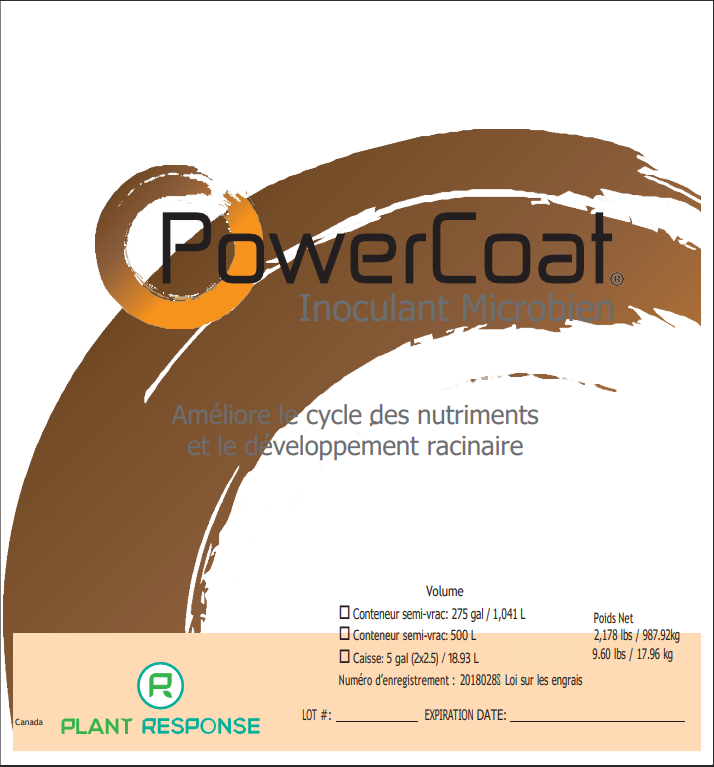 PowerCoat®
Inoculant Microbien
Améliore le cycle des nutriments
et le développement racinaire
Volume
☐ Conteneur semi-vrac: 275 gal / 1,041 L
☐ Conteneur semi-vrac: 500 L
☐ Caisse: 5 gal (2x2.5) / 18.93 L
Poids Net
2,178 lbs / 987.92kg
9.60 lbs / 17.96 kg
Numéro d’enregistrement : Loi sur les engrais
LOT #: ____________ EXPIRATION DATE: __________________________
Canada
R
PLANT RESPONSE